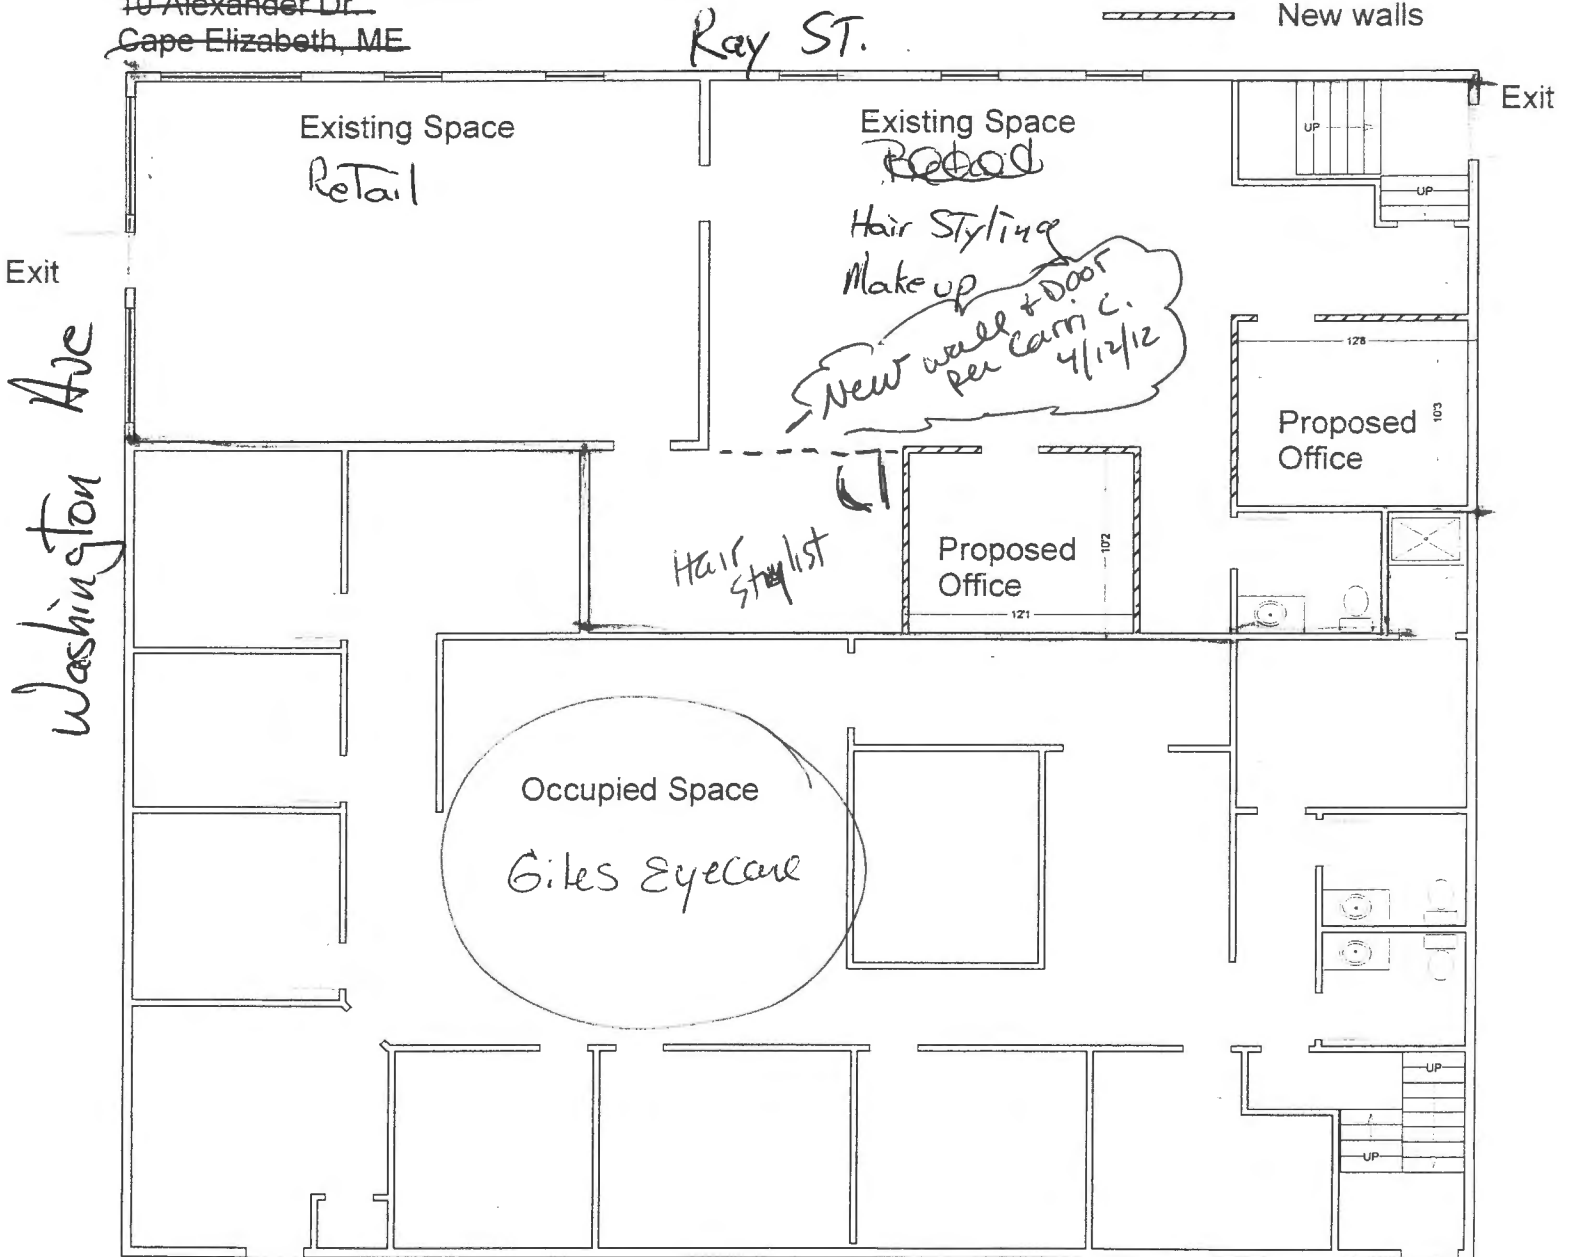 10 Alexander Dr.
Cape Elizabeth, ME
Ray ST.
New walls
Exit
Existing Space
Retail
Existing Space
Hair Styling
Make up
New wall & Door
per Carri C.
4/12/12
UP
UP
Exit
Washington Ave
12'8
10'3
Proposed
Office
Hair
Stylist
Proposed
Office
10'2
12'1
Occupied Space
Giles Eyecare
UP
UP